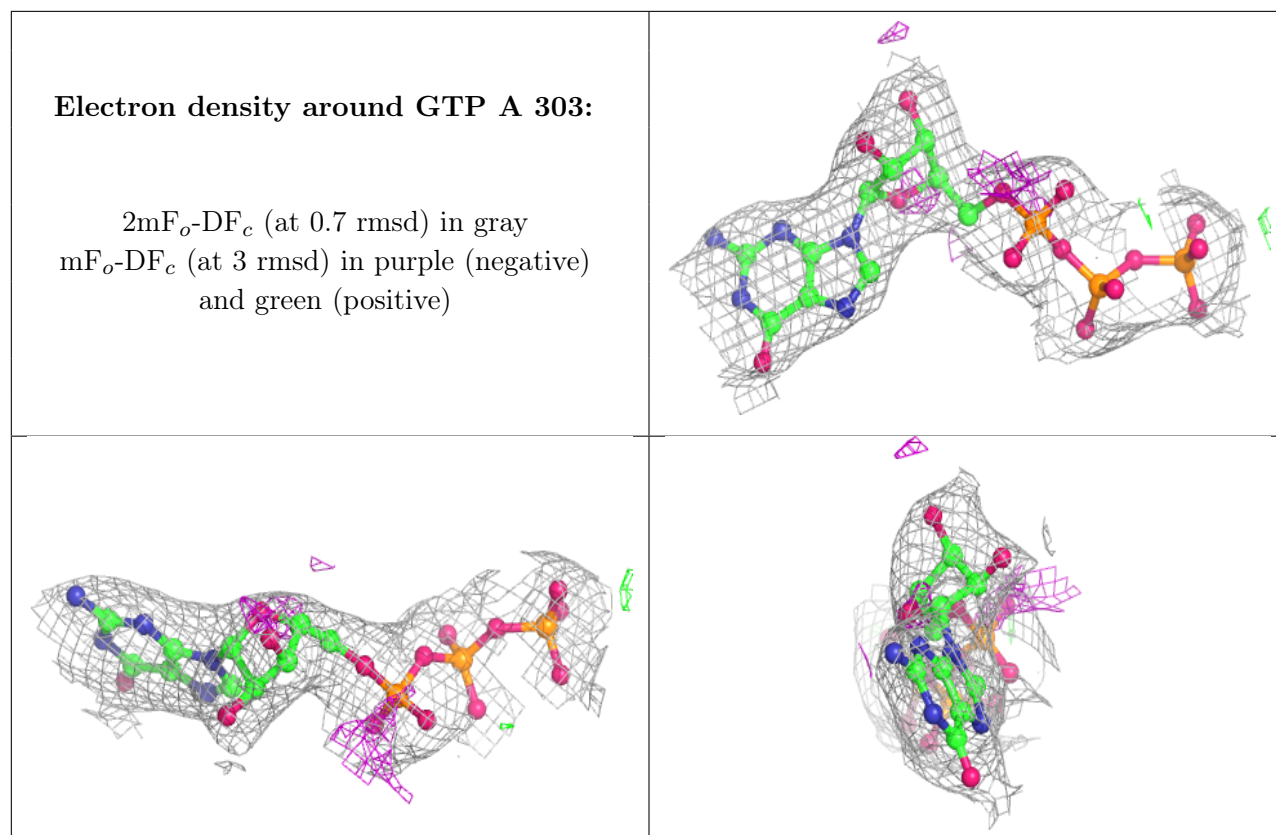 Electron density around GTP A 303:
2mFo-DFc (at 0.7 rmsd) in gray
mFo-DFc (at 3 rmsd) in purple (negative)
and green (positive)